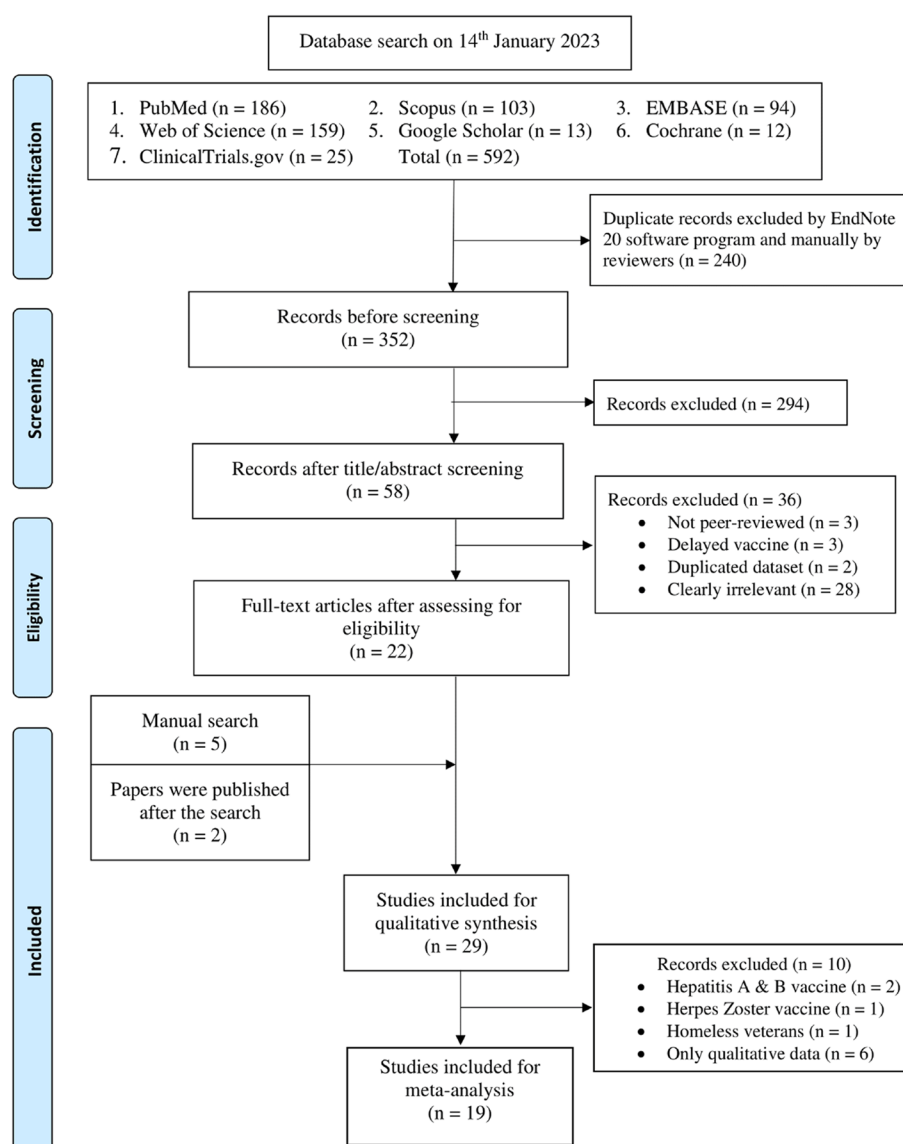 Database search on 14th January 2023
Identification
1. PubMed (n = 186) 2. Scopus (n = 103) 3. EMBASE (n = 94)
4. Web of Science (n = 159) 5. Google Scholar (n = 13) 6. Cochrane (n = 12)
7. ClinicalTrials.gov (n = 25) Total (n = 592)
Duplicate records excluded by EndNote
20 software program and manually by
reviewers (n = 240)
Screening
Records before screening
(n = 352)
Records excluded (n = 294)
Records after title/abstract screening
(n = 58)
Records excluded (n = 36)
• Not peer-reviewed (n = 3)
• Delayed vaccine (n = 3)
• Duplicated dataset (n = 2)
• Clearly irrelevant (n = 28)
Eligibility
Full-text articles after assessing for
eligibility
(n = 22)
Included
Manual search
(n = 5)
Papers were published
after the search
(n = 2)
Studies included for
qualitative synthesis
(n = 29)
Records excluded (n = 10)
• Hepatitis A & B vaccine (n = 2)
• Herpes Zoster vaccine (n = 1)
• Homeless veterans (n = 1)
• Only qualitative data (n = 6)
Studies included for
meta-analysis
(n = 19)